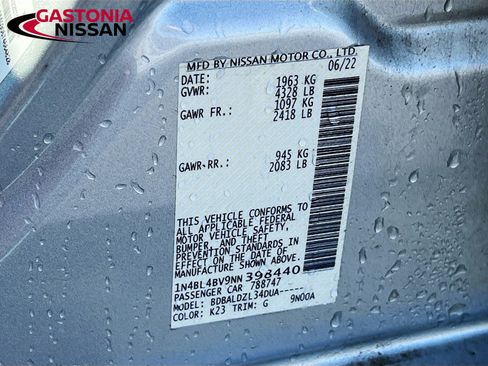 GASTONIA
NISSAN
MFD BY NISSAN MOTOR CO., LTD.
DATE: 06/22
GVWR: 1963 KG
4328 LB
GAWR FR.: 1097 KG
2418 LB
GAWR RR.: 945 KG
2083 LB
THIS VEHICLE CONFORMS TO
ALL APPLICABLE FEDERAL
MOTOR VEHICLE SAFETY,
BUMPER, AND THEFT
PREVENTION STANDARDS IN
EFFECT ON THE DATE OF
MANUFACTURE SHOWN ABOVE.
1N4BL4BV9NN398440
PASSENGER CAR 788747
MODEL: BDBALDZL34DUA-----
COLOR: K23 TRIM: G 9N00A